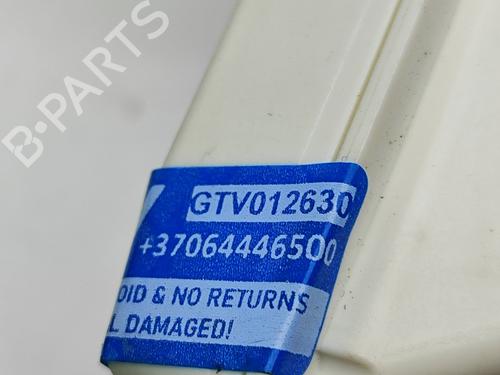 B-PARTS
GTV012630
+37064446500
OID & NO RETURNS
L DAMAGED!